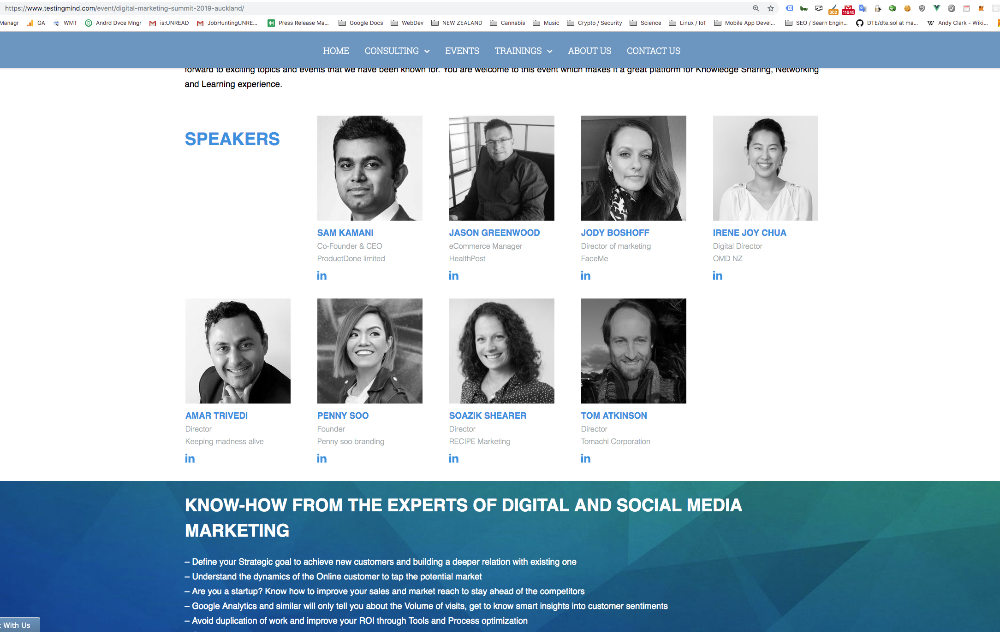 https://www.testingmind.com/event/digital-marketing-summit-2019-auckland/
302 11645
Managr GA WMT Andrd Dvce Mngr is:UNREAD JobHuntingUNRE... Press Release Ma... Google Docs WebDev NEW ZEALAND Cannabis Music Crypto / Security Science Linux / IoT Mobile App Devel... SEO / Searn Engin... DTE/dte.sol at ma... Andy Clark - Wiki...
HOME CONSULTING EVENTS TRAININGS ABOUT US CONTACT US
forward to exciting topics and events that we have been known for. You are welcome to this event which makes it a great platform for Knowledge Sharing, Networking
and Learning experience.
SPEAKERS
SAM KAMANI
Co-Founder & CEO
ProductDone limited
in
JASON GREENWOOD
eCommerce Manager
HealthPost
in
JODY BOSHOFF
Director of marketing
FaceMe
in
IRENE JOY CHUA
Digital Director
OMD NZ
in
AMAR TRIVEDI
Director
Keeping madness alive
in
PENNY SOO
Founder
Penny soo branding
in
SOAZIK SHEARER
Director
RECIPE Marketing
in
TOM ATKINSON
Director
Tomachi Corporation
in
KNOW-HOW FROM THE EXPERTS OF DIGITAL AND SOCIAL MEDIA
MARKETING
– Define your Strategic goal to achieve new customers and building a deeper relation with existing one
– Understand the dynamics of the Online customer to tap the potential market
– Are you a startup? Know how to improve your sales and market reach to stay ahead of the competitors
– Google Analytics and similar will only tell you about the Volume of visits, get to know smart insights into customer sentiments
– Avoid duplication of work and improve your ROI through Tools and Process optimization
With Us